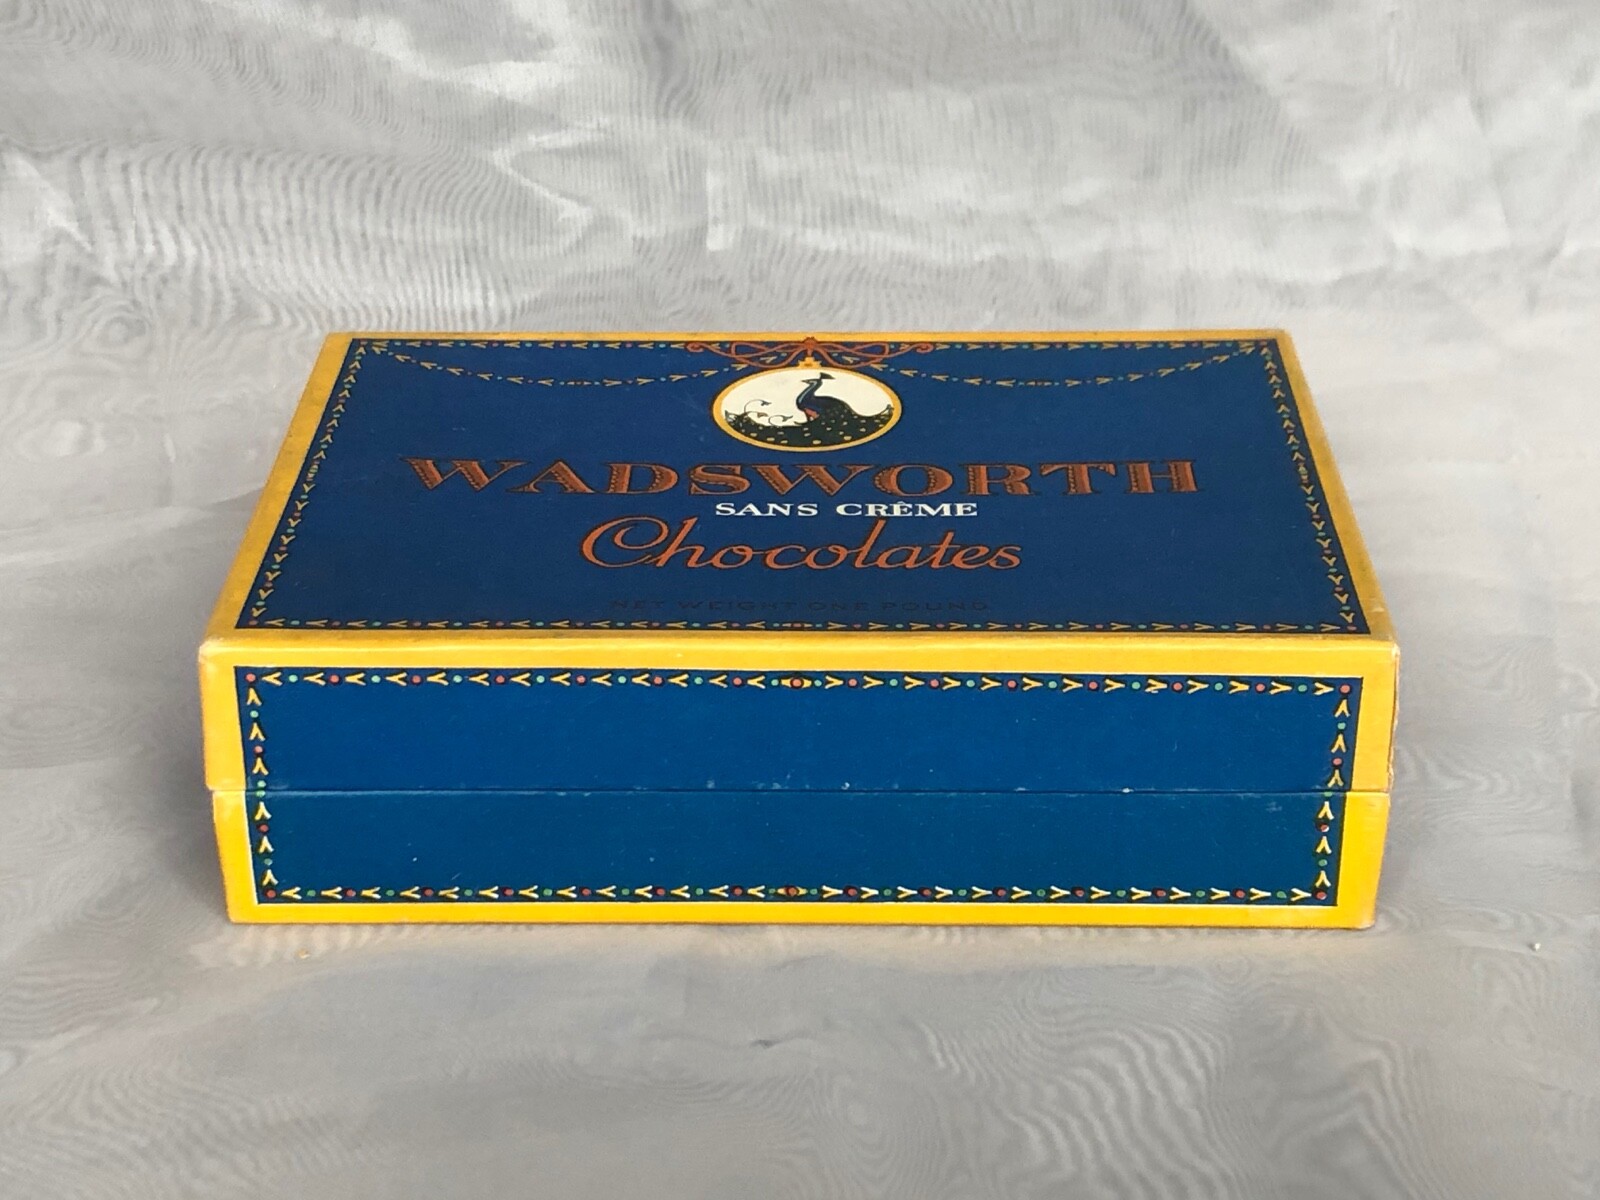 WADSWORTH
SANS CRÊME
Chocolates
NET WEIGHT ONE POUND